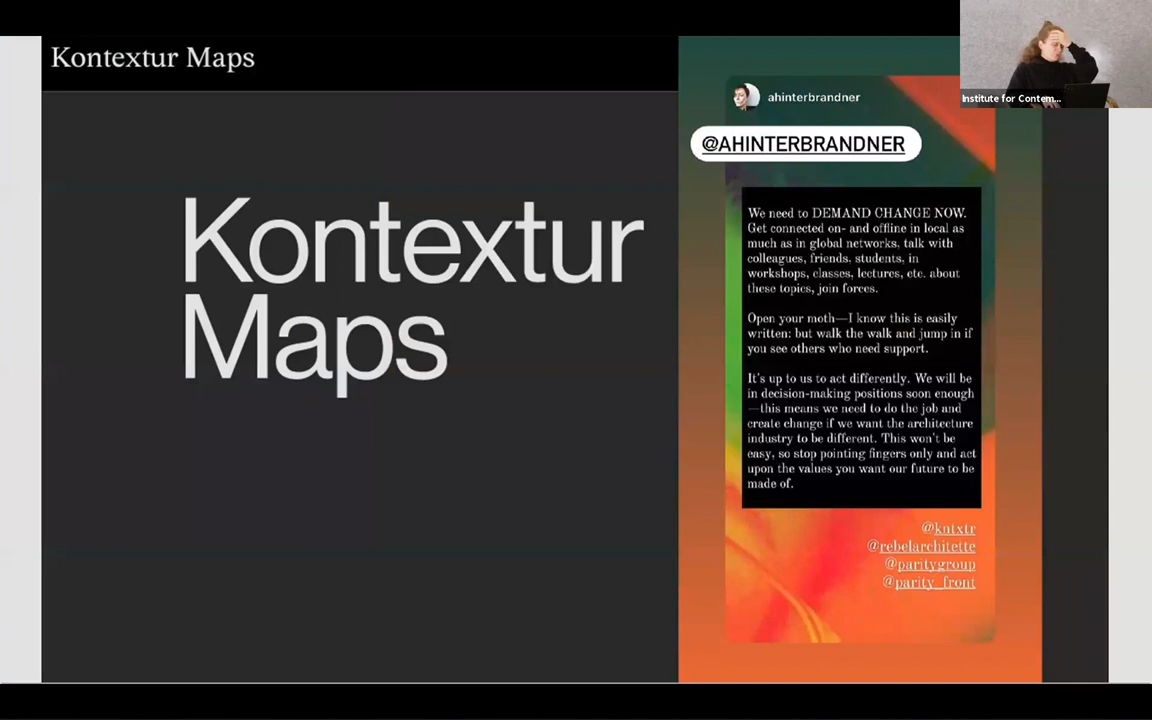 Kontextur Maps
Kontextur
Maps
ahinterbrandner
@AHINTERBRANDNER
We need to DEMAND CHANGE NOW.
Get connected on- and offline in local as
much as in global networks, talk with
colleagues, friends, students, in
workshops, classes, lectures, etc. about
these topics, join forces.
Open your moth—I know this is easily
written: but walk the walk and jump in if
you see others who need support.
It's up to us to act differently. We will be
in decision-making positions soon enough
—this means we need to do the job and
create change if we want the architecture
industry to be different. This won't be
easy, so stop pointing fingers only and act
upon the values you want our future to be
made of.
@kntxtr
@rebelarchitette
@paritygroup
@parity_front
Institute for Contem...